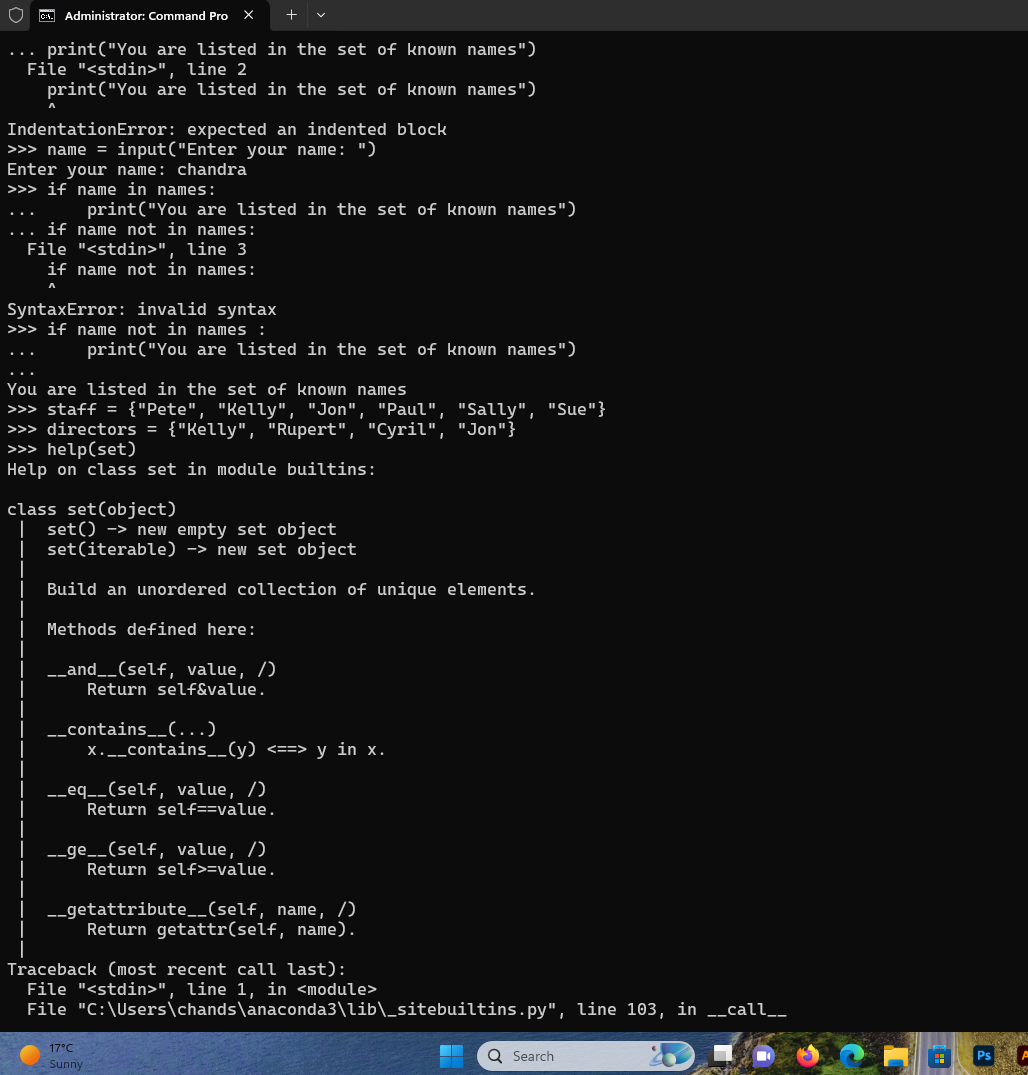 Administrator: Command Pro
... print("You are listed in the set of known names")
  File "<stdin>", line 2
    print("You are listed in the set of known names")
    ^
IndentationError: expected an indented block
>>> name = input("Enter your name: ")
Enter your name: chandra
>>> if name in names:
...     print("You are listed in the set of known names")
... if name not in names:
  File "<stdin>", line 3
    if name not in names:
    ^
SyntaxError: invalid syntax
>>> if name not in names :
...     print("You are listed in the set of known names")
...
You are listed in the set of known names
>>> staff = {"Pete", "Kelly", "Jon", "Paul", "Sally", "Sue"}
>>> directors = {"Kelly", "Rupert", "Cyril", "Jon"}
>>> help(set)
Help on class set in module builtins:

class set(object)
 |  set() -> new empty set object
 |  set(iterable) -> new set object
 |
 |  Build an unordered collection of unique elements.
 |
 |  Methods defined here:
 |
 |  __and__(self, value, /)
 |      Return self&value.
 |
 |  __contains__(...)
 |      x.__contains__(y) <==> y in x.
 |
 |  __eq__(self, value, /)
 |      Return self==value.
 |
 |  __ge__(self, value, /)
 |      Return self>=value.
 |
 |  __getattribute__(self, name, /)
 |      Return getattr(self, name).
 |
Traceback (most recent call last):
  File "<stdin>", line 1, in <module>
  File "C:\Users\chands\anaconda3\lib\_sitebuiltins.py", line 103, in __call__
17°C
Sunny
Search
Ps
A